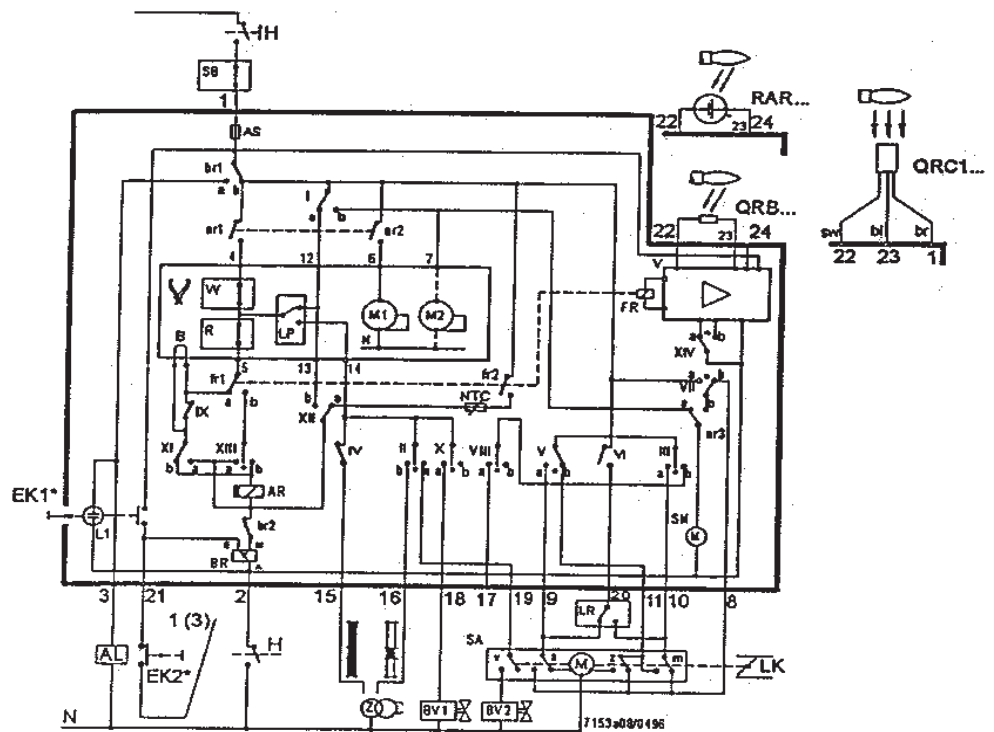 H
SB
1
AS
br1
a
b
I
a
b
ar1
ar2
4
12
6
7
W
R
LP
M1
M2
N
B
5
13
14
fr1
a
b
IX
XI
XIII
b
a
a
b
AR
br2
BR
b
a
XII
IV
fr2
NTC
II
X
VIII
V
VI
III
b
a
a
b
a
b
a
b
a
b
SM
M
RAR...
22
23
24
QRB...
22
23
24
V
FR
a
b
XIV
a
VII
b
ar3
QRC1...
sw
bl
br
22
23
1
EK1*
L1
3
21
2
15
16
18
17
19
9
20
11
10
8
1 (3)
AL
EK2*
H
LR
SA
v
M
z
m
LK
Z
BV1
BV2
N
7153a08/0496